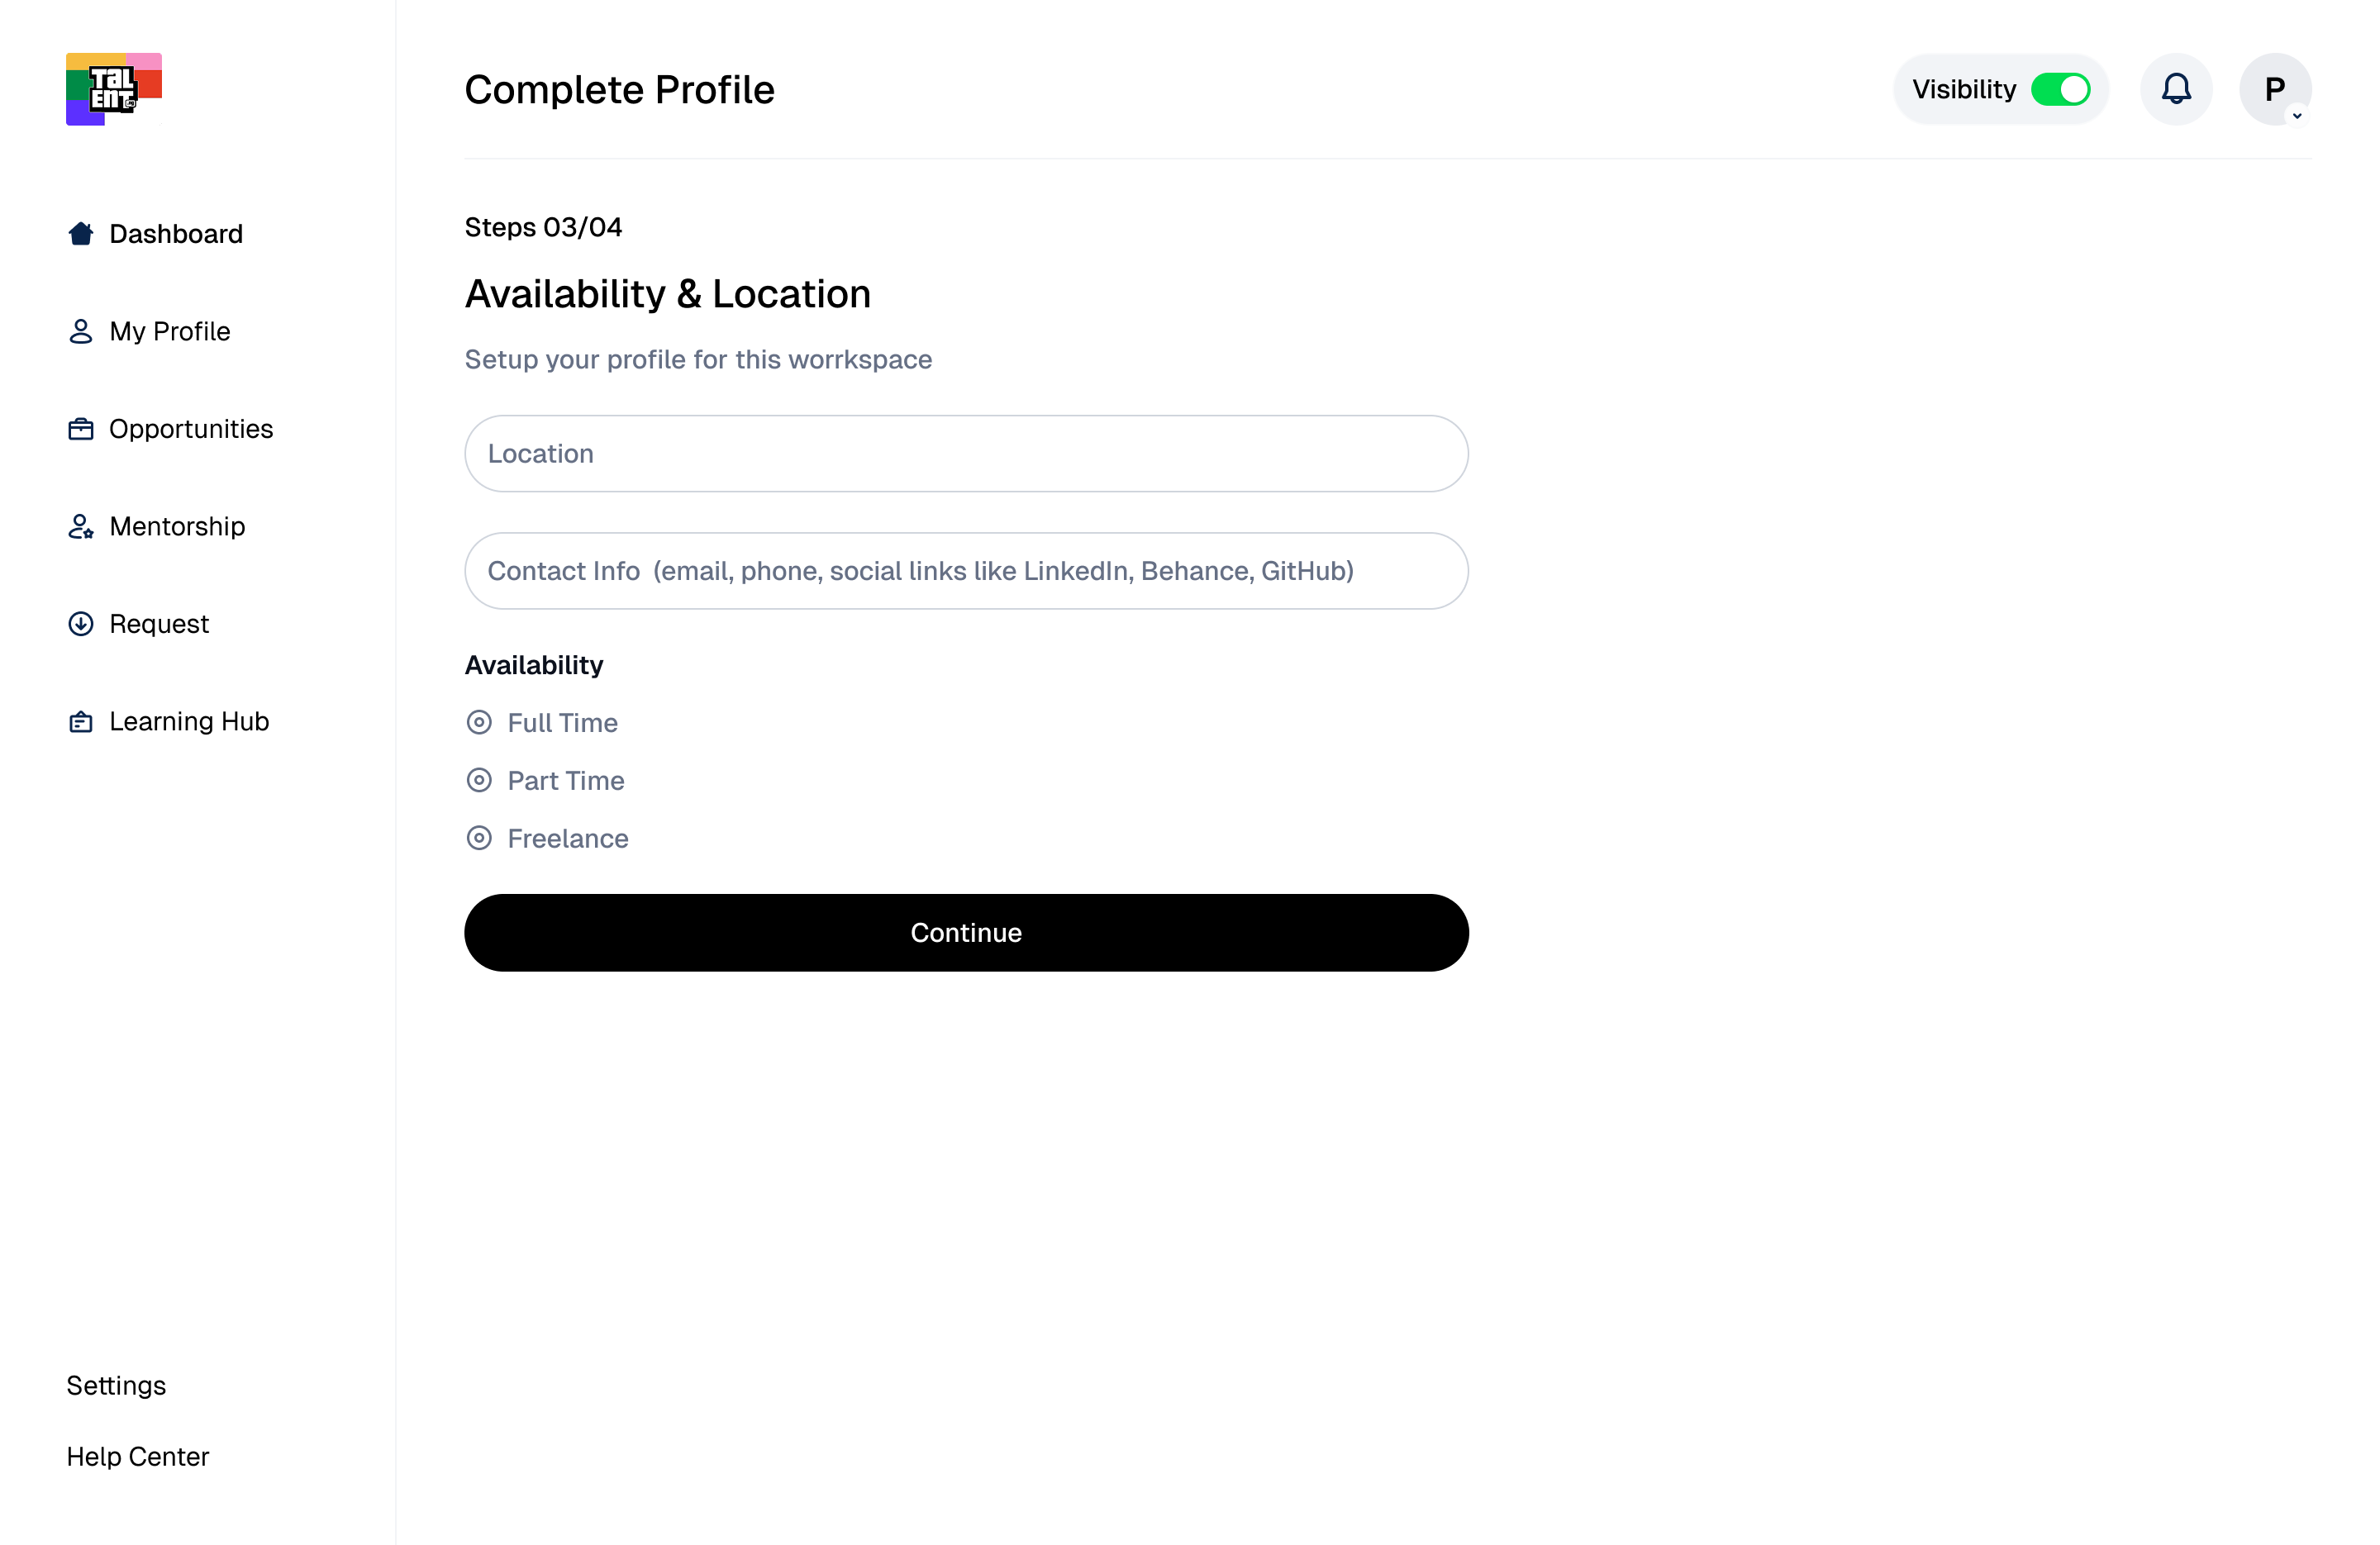 TaL
ENT
Complete Profile
Visibility
P
Dashboard
My Profile
Opportunities
Mentorship
Request
Learning Hub
Settings
Help Center
Steps 03/04
Availability & Location
Setup your profile for this worrkspace
Location
Contact Info  (email, phone, social links like LinkedIn, Behance, GitHub)
Availability
Full Time
Part Time
Freelance
Continue